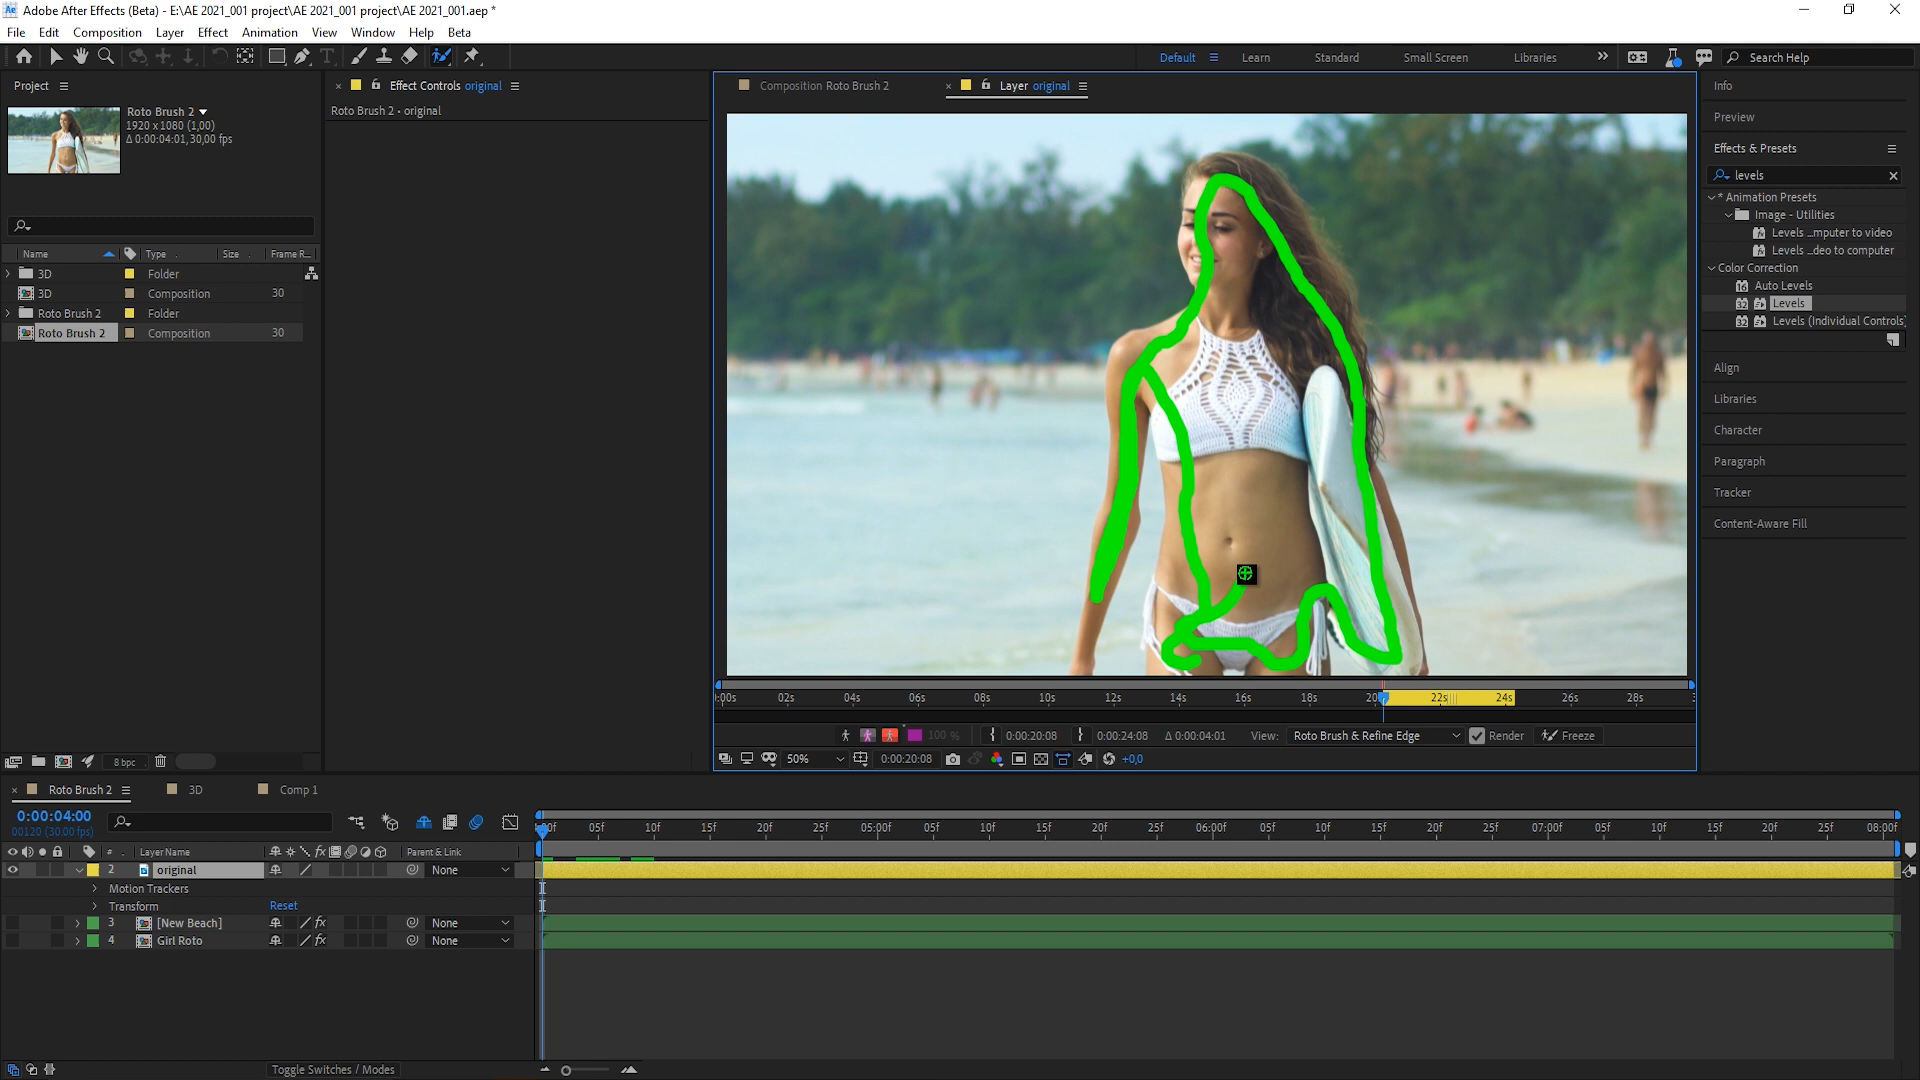 Adobe After Effects (Beta) - E:\AE 2021_001 project\AE 2021_001 project\AE 2021_001.aep *
File Edit Composition Layer Effect Animation View Window Help Beta
Default Learn Standard Small Screen Libraries Search Help
Project
Roto Brush 2
1920 x 1080 (1,00)
Δ 0:00:04:01, 30,00 fps
Name Type Size Frame R...
3D Folder
3D Composition 30
Roto Brush 2 Folder
Roto Brush 2 Composition 30
8 bpc
Effect Controls original
Roto Brush 2 • original
Composition Roto Brush 2
Layer original
:00s 02s 04s 06s 08s 10s 12s 14s 16s 18s 20 22s 24s 26s 28s
100 % 0:00:20:08 0:00:24:08 Δ 0:00:04:01 View: Roto Brush & Refine Edge Render Freeze
50% 0:00:20:08 +0,0
Info
Preview
Effects & Presets
levels
* Animation Presets
Image - Utilities
Levels ...mputer to video
Levels ...deo to computer
Color Correction
16 Auto Levels
32 Levels
32 Levels (Individual Controls)
Align
Libraries
Character
Paragraph
Tracker
Content-Aware Fill
Roto Brush 2 3D Comp 1
0:00:04:00
00120 (30.00 fps)
:00f 05f 10f 15f 20f 25f 05:00f 05f 10f 15f 20f 25f 06:00f 05f 10f 15f 20f 25f 07:00f 05f 10f 15f 20f 25f 08:00f
# Layer Name fx Parent & Link
2 original None
Motion Trackers
Transform Reset
3 [New Beach] fx None
4 Girl Roto fx None
Toggle Switches / Modes